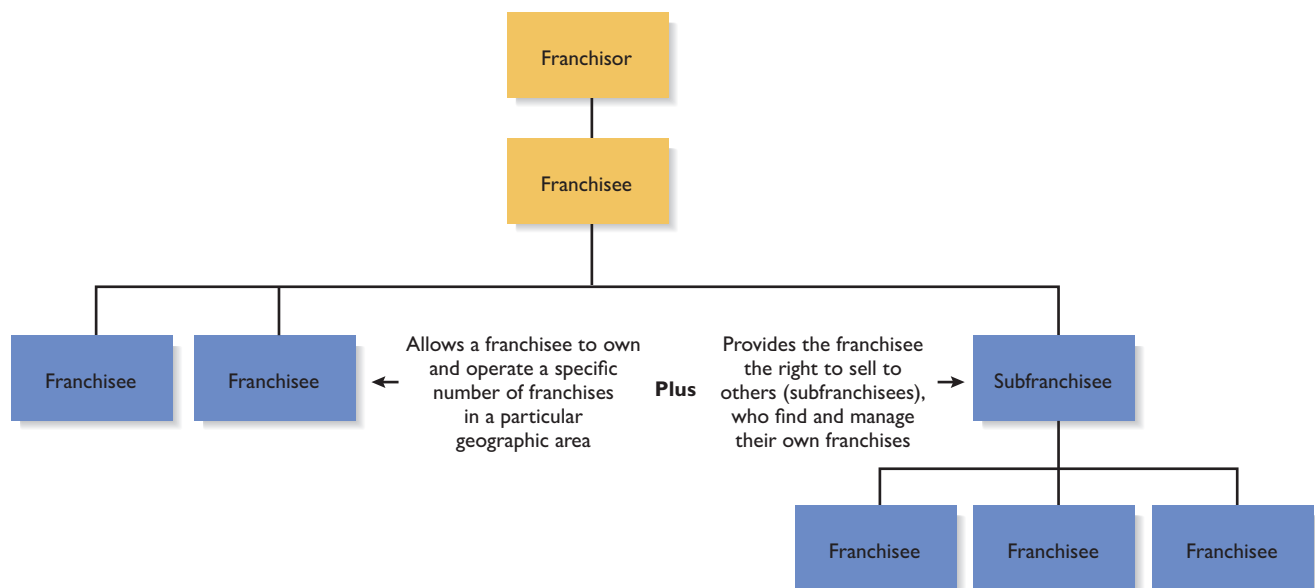 Franchisor
Franchisee
Franchisee
Franchisee
Allows a franchisee to own
and operate a specific
number of franchises
in a particular
geographic area
Plus
Provides the franchisee
the right to sell to
others (subfranchisees),
who find and manage
their own franshises
Subfranchisee
Franchisee
Franchisee
Franchisee